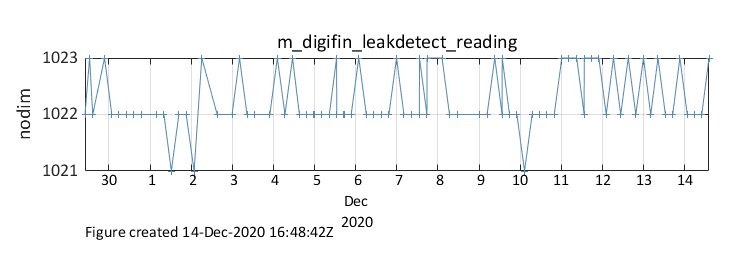 m_digifin_leakdetect_reading
1023
1022
1021
nodim
30 1 2 3 4 5 6 7 8 9 10 11 12 13 14
Dec
2020
Figure created 14-Dec-2020 16:48:42Z